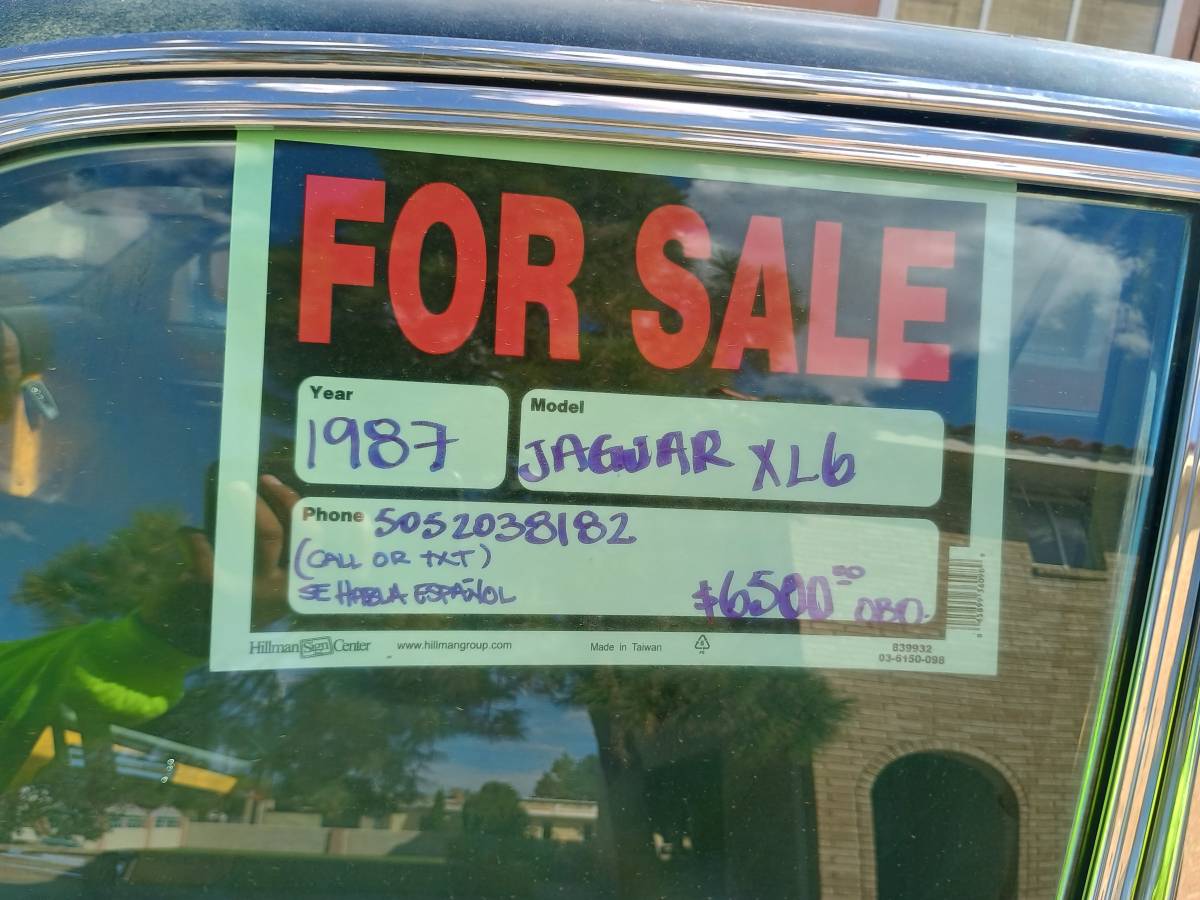 FOR SALE
Year
1987
Model
JAGUAR XL6
Phone 5052038182
(CALL OR TXT)
SE HABLA ESPAÑOL
$6500.00 OBO.
Hillman Sign Center www.hillmangroup.com Made in Taiwan
839932
03-6150-098